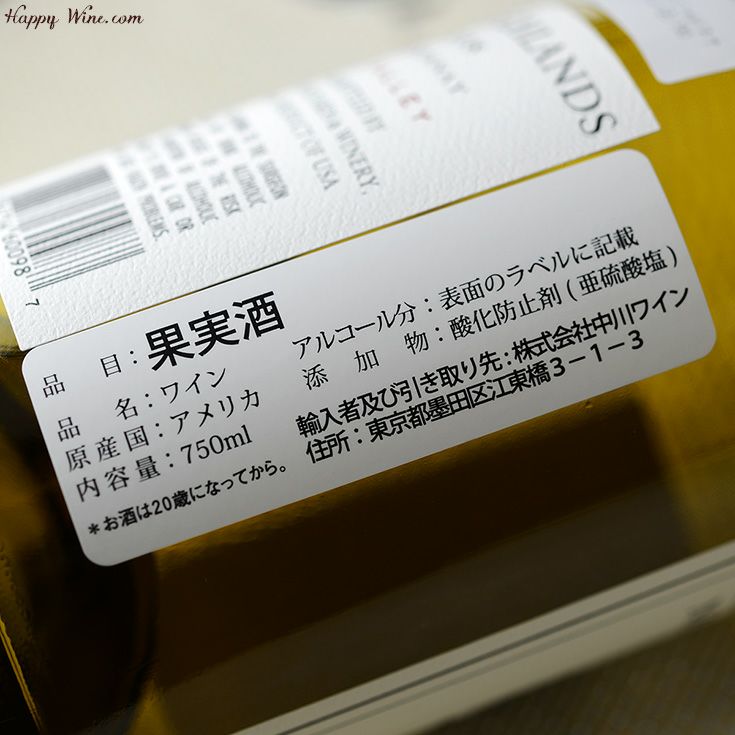 Happy Wine.com
HLANDS
LLEY
WINERY,
OF USA
品目：果実酒
品名：ワイン
原産国：アメリカ
内容量：750ml
＊お酒は20歳になってから。
アルコール分：表面のラベルに記載
添加物：酸化防止剤(亜硫酸塩)
輸入者及び引き取り先：株式会社中川ワイン
住所：東京都墨田区江東橋3－1－3